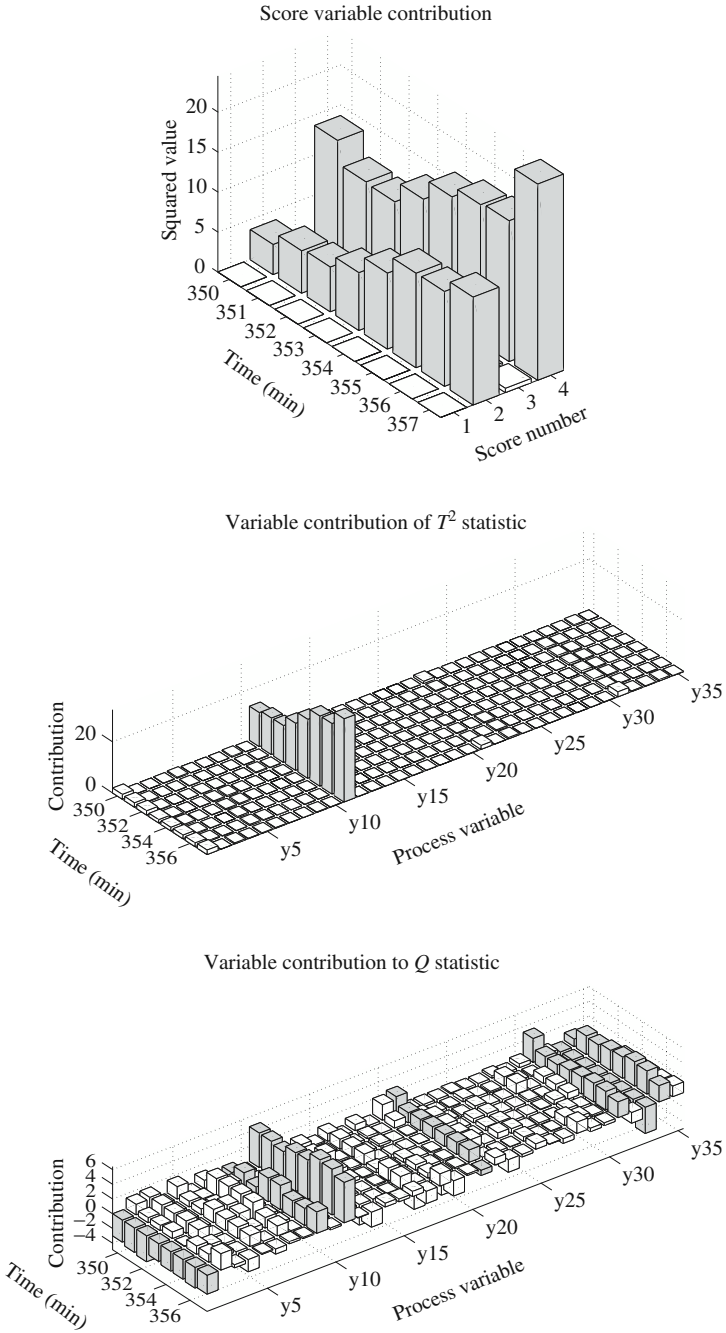 Score variable contribution
Squared value
20
15
10
5
0
350
351
352
353
354
355
356
357
Time (min)
1
2
3
4
Score number
Variable contribution of T² statistic
Contribution
20
0
350
352
354
356
Time (min)
y5
y10
y15
y20
y25
y30
y35
Process variable
Variable contribution to Q statistic
Contribution
6
4
2
0
−2
−4
350
352
354
356
Time (min)
y5
y10
y15
y20
y25
y30
y35
Process variable